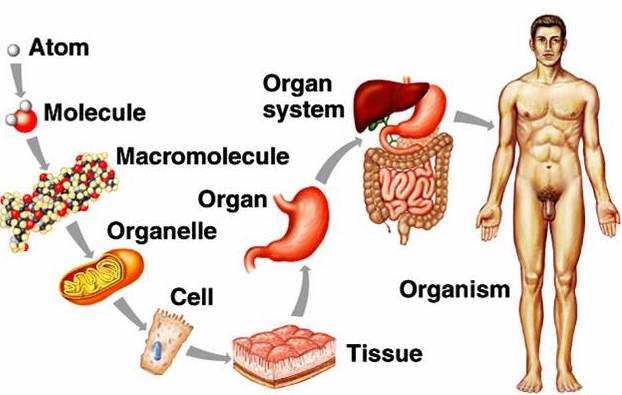 Atom
Molecule
Macromolecule
Organelle
Cell
Tissue
Organ
Organ
system
Organism